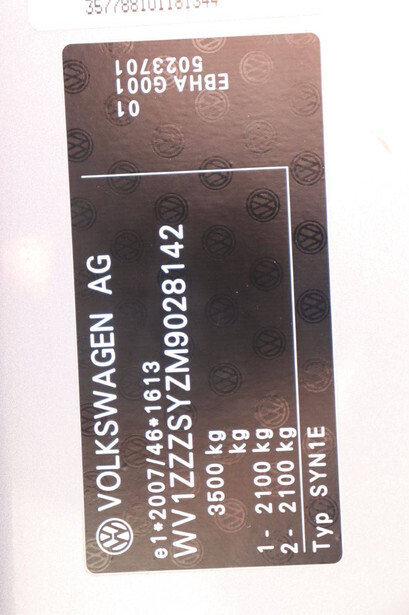 357788101181344
VOLKSWAGEN AG
e1*2007/46*1613
WV1ZZZSYZM9028142
3500 kg
kg
1- 2100 kg
2- 2100 kg
Typ SYN1E
01
EBHA G001
5023701